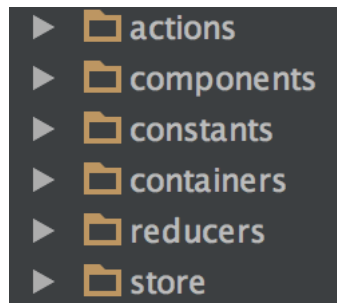 actions
components
constants
containers
reducers
store